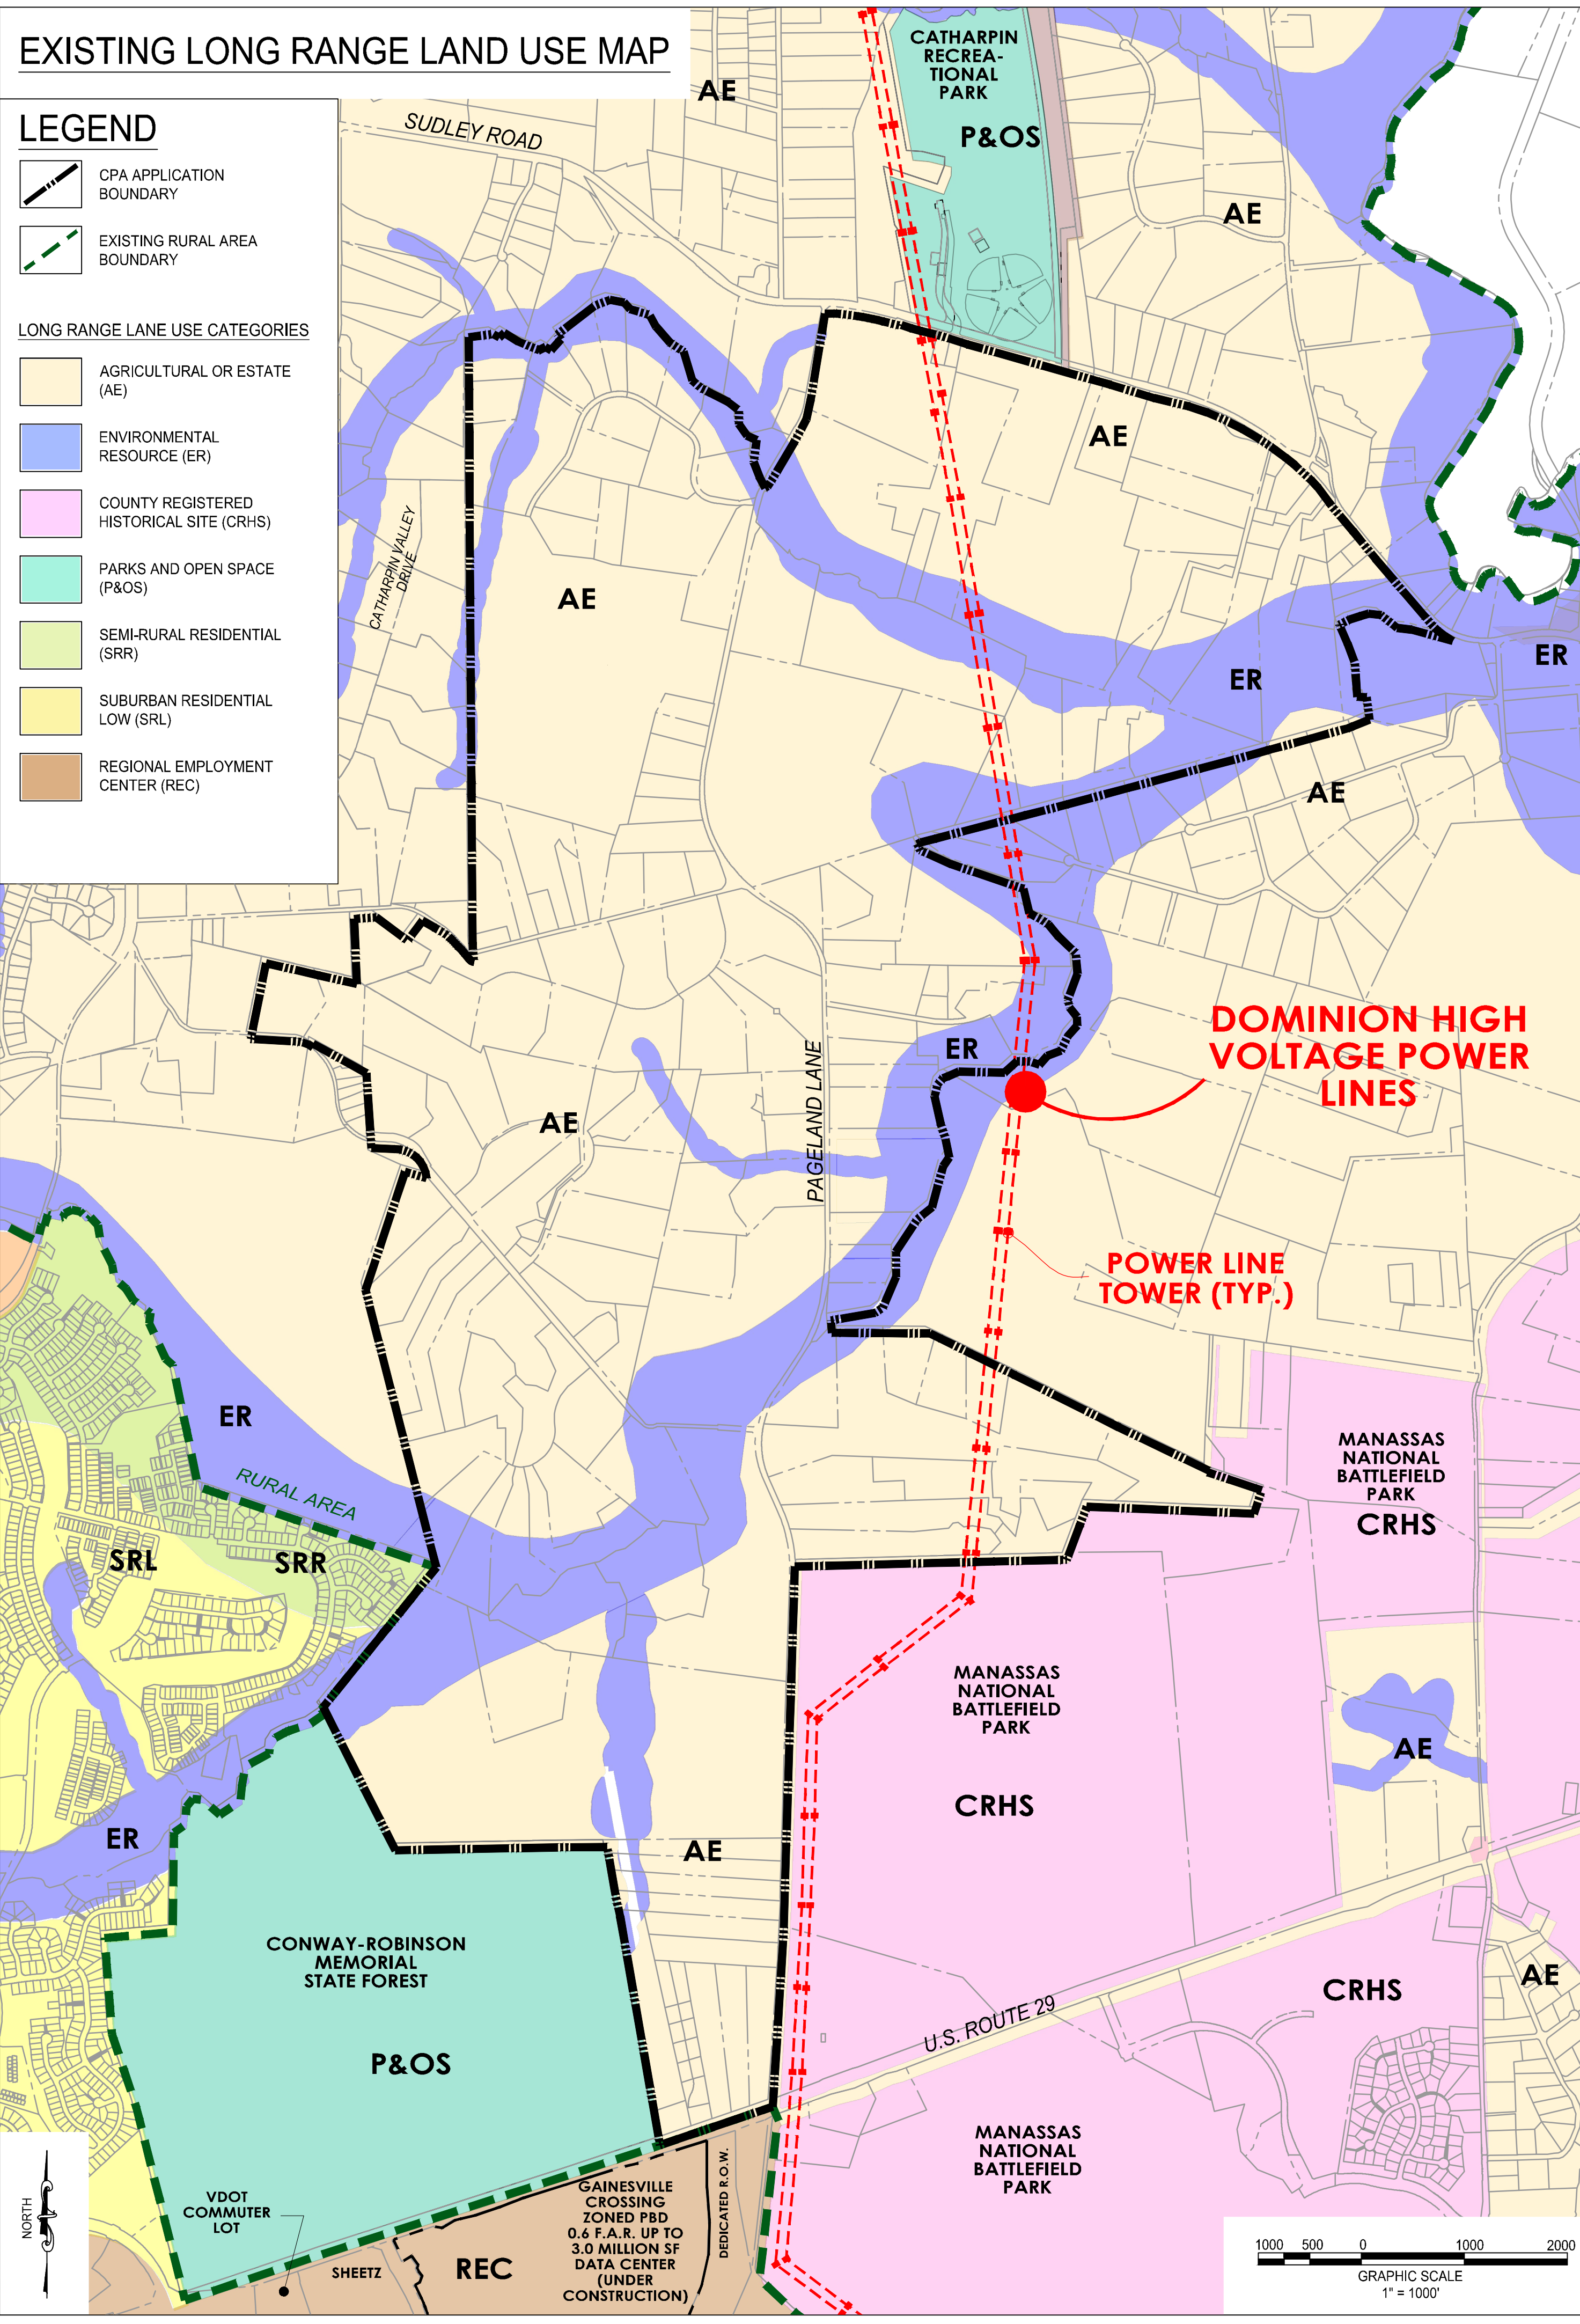 EXISTING LONG RANGE LAND USE MAP
LEGEND
CPA APPLICATION
BOUNDARY
EXISTING RURAL AREA
BOUNDARY
LONG RANGE LANE USE CATEGORIES
AGRICULTURAL OR ESTATE
(AE)
ENVIRONMENTAL
RESOURCE (ER)
COUNTY REGISTERED
HISTORICAL SITE (CRHS)
PARKS AND OPEN SPACE
(P&OS)
SEMI-RURAL RESIDENTIAL
(SRR)
SUBURBAN RESIDENTIAL
LOW (SRL)
REGIONAL EMPLOYMENT
CENTER (REC)
CATHARPIN
RECREA-
TIONAL
PARK
P&OS
AE
SUDLEY ROAD
AE
AE
CATHARPIN VALLEY
DRIVE
AE
ER
ER
AE
DOMINION HIGH
VOLTAGE POWER
LINES
ER
PAGELAND LANE
AE
POWER LINE
TOWER (TYP.)
ER
RURAL AREA
SRL
SRR
MANASSAS
NATIONAL
BATTLEFIELD
PARK
CRHS
MANASSAS
NATIONAL
BATTLEFIELD
PARK
CRHS
AE
ER
AE
CONWAY-ROBINSON
MEMORIAL
STATE FOREST
P&OS
U.S. ROUTE 29
CRHS
AE
MANASSAS
NATIONAL
BATTLEFIELD
PARK
NORTH
VDOT
COMMUTER
LOT
SHEETZ
REC
GAINESVILLE
CROSSING
ZONED PBD
0.6 F.A.R. UP TO
3.0 MILLION SF
DATA CENTER
(UNDER
CONSTRUCTION)
DEDICATED R.O.W.
1000 500 0 1000 2000
GRAPHIC SCALE
1" = 1000'